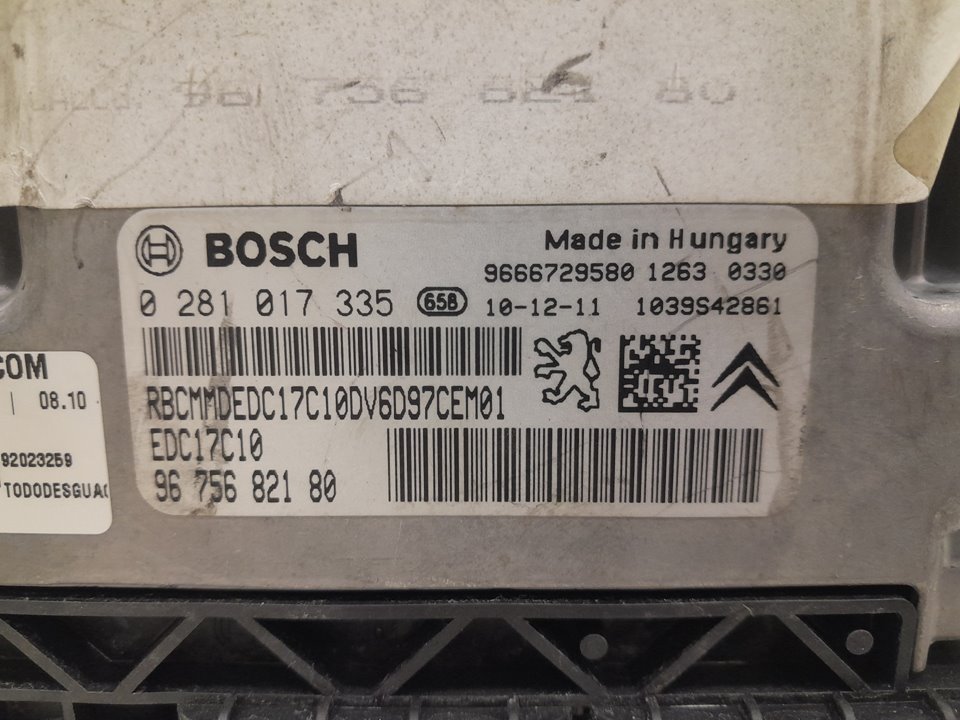 96 756 821 80
BOSCH
Made in Hungary
9666729580 1263 0330
0 281 017 335 658 10-12-11 1039S42861
RBCMMDEDC17C10DV6D97CEM01
EDC17C10
96 756 821 80
COM
| 08.10
92023259
TODODESGUAC